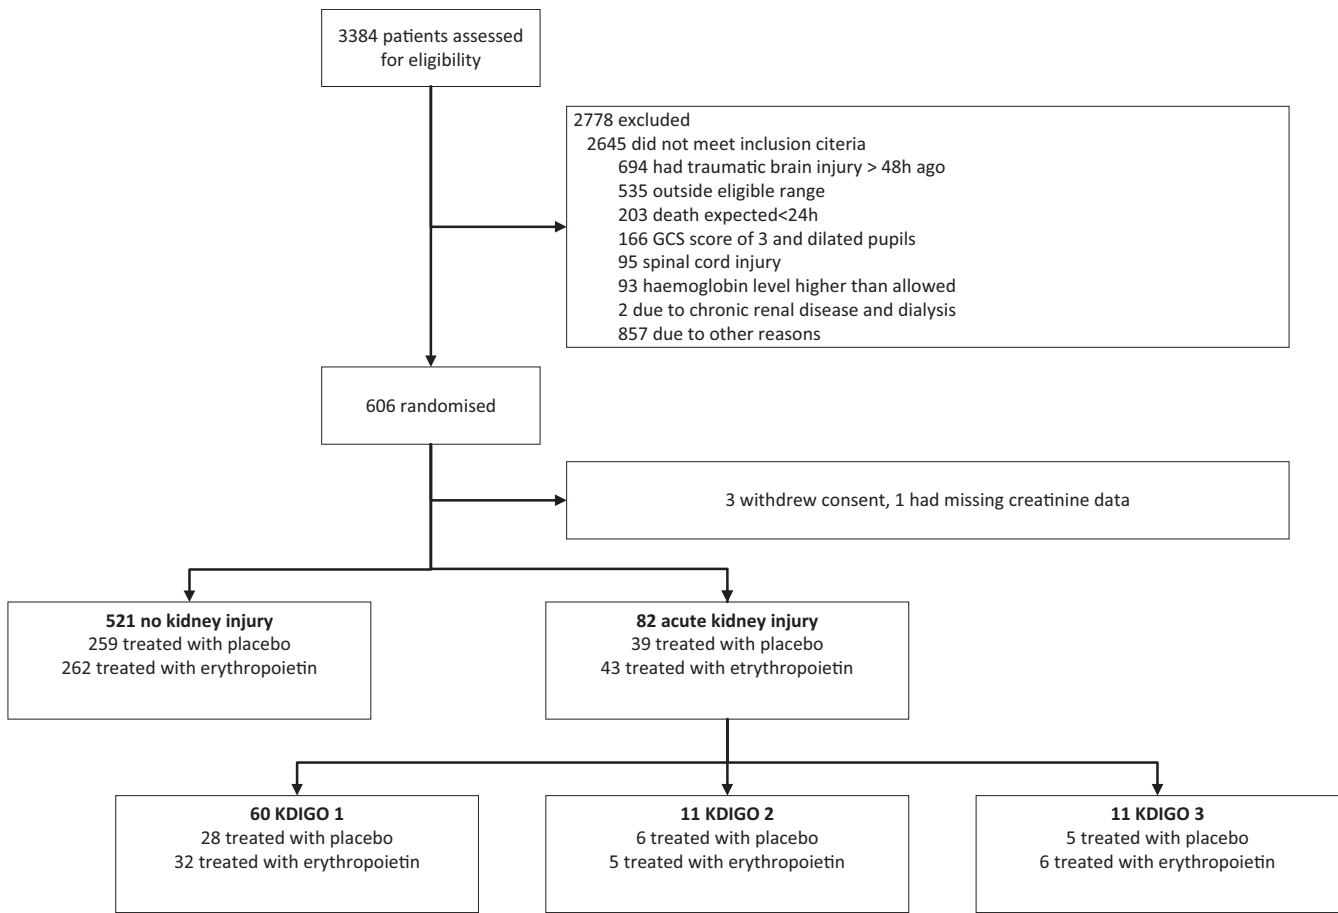 3384 patients assessed
for eligibility
2778 excluded
2645 did not meet inclusion citeria
694 had traumatic brain injury > 48h ago
535 outside eligible range
203 death expected<24h
166 GCS score of 3 and dilated pupils
95 spinal cord injury
93 haemoglobin level higher than allowed
2 due to chronic renal disease and dialysis
857 due to other reasons
606 randomised
3 withdrew consent, 1 had missing creatinine data
521 no kidney injury
259 treated with placebo
262 treated with erythropoietin
82 acute kidney injury
39 treated with placebo
43 treated with etrythropoietin
60 KDIGO 1
28 treated with placebo
32 treated with erythropoietin
11 KDIGO 2
6 treated with placebo
5 treated with erythropoietin
11 KDIGO 3
5 treated with placebo
6 treated with erythropoietin